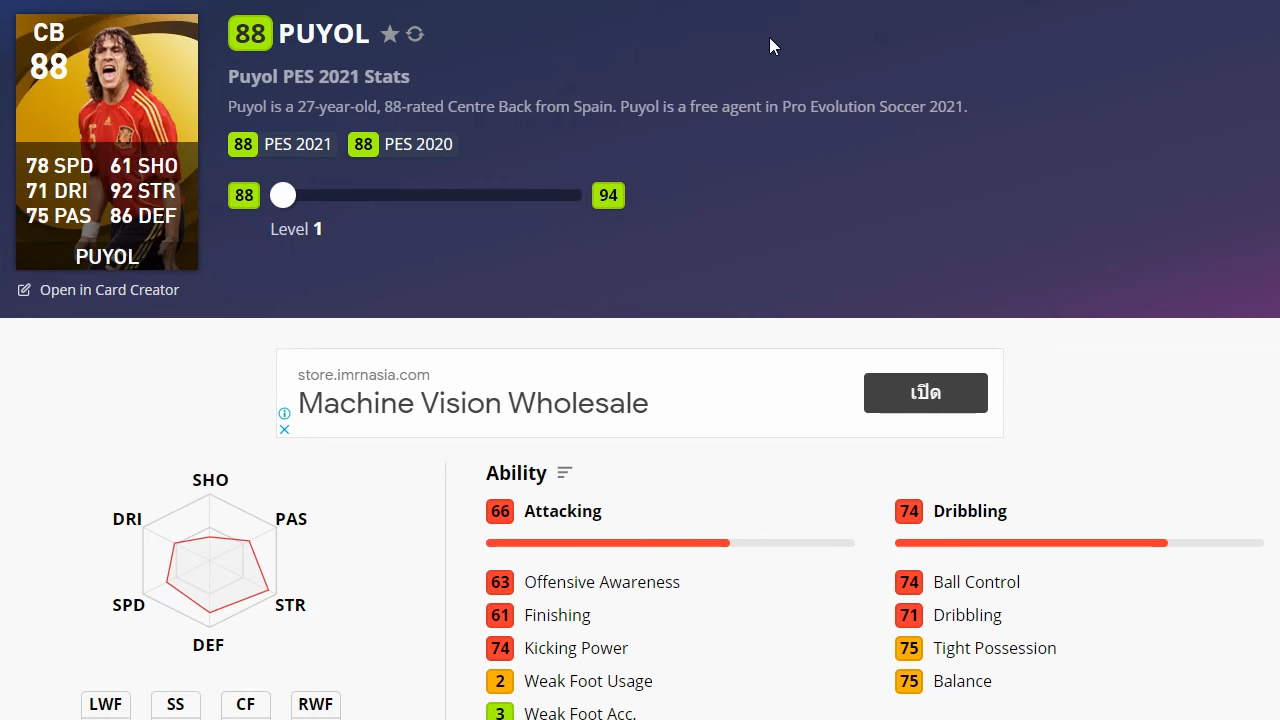 CB
88
78 SPD 61 SHO
71 DRI 92 STR
75 PAS 86 DEF
PUYOL
Open in Card Creator
88 PUYOL
Puyol PES 2021 Stats
Puyol is a 27-year-old, 88-rated Centre Back from Spain. Puyol is a free agent in Pro Evolution Soccer 2021.
88 PES 2021 88 PES 2020
88 94
Level 1
store.imrnasia.com
Machine Vision Wholesale
เปิด
SHO
DRI PAS
SPD STR
DEF
LWF SS CF RWF
Ability
66 Attacking
63 Offensive Awareness
61 Finishing
74 Kicking Power
2 Weak Foot Usage
3 Weak Foot Acc.
74 Dribbling
74 Ball Control
71 Dribbling
75 Tight Possession
75 Balance